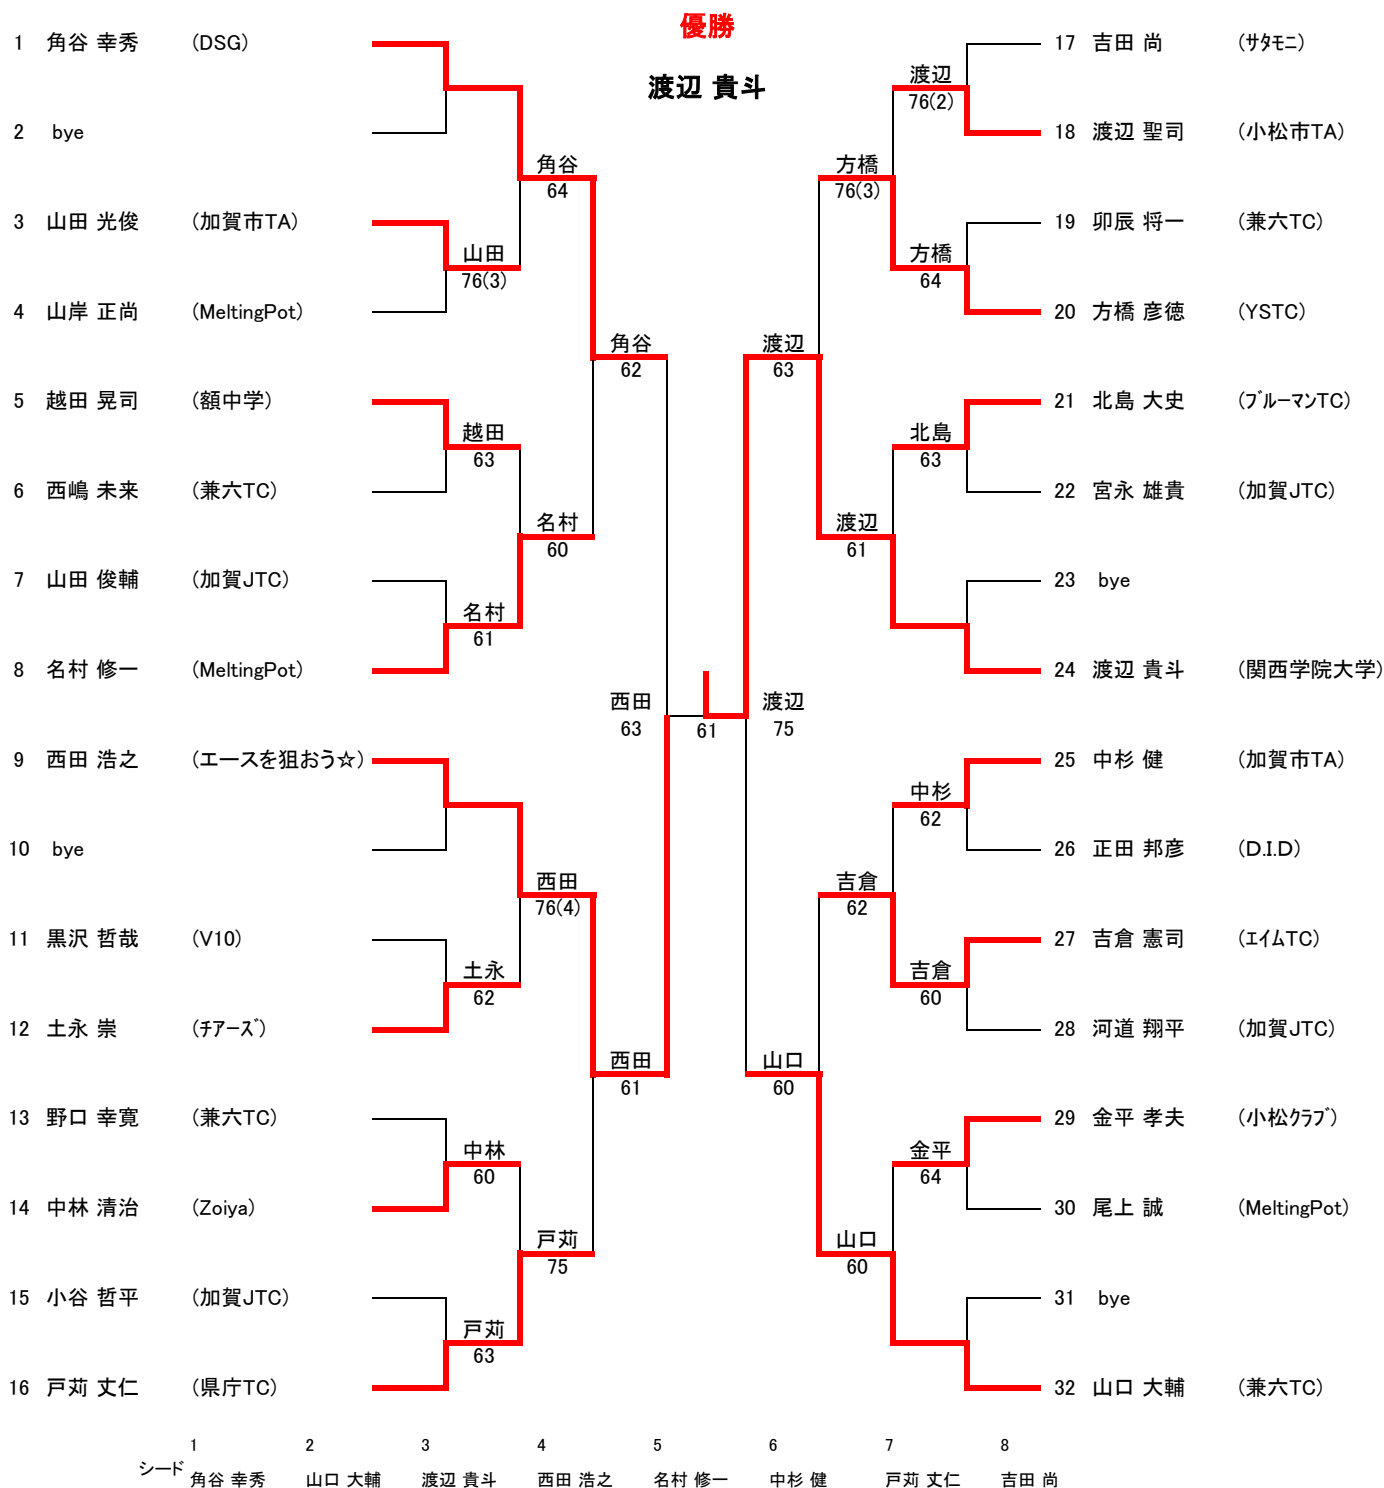 優勝
渡辺 貴斗
1 角谷 幸秀 (DSG)
2 bye
3 山田 光俊 (加賀市TA)
4 山岸 正尚 (MeltingPot)
5 越田 晃司 (額中学)
6 西嶋 未来 (兼六TC)
7 山田 俊輔 (加賀JTC)
8 名村 修一 (MeltingPot)
9 西田 浩之 (エースを狙おう☆)
10 bye
11 黒沢 哲哉 (V10)
12 土永 崇 (ﾁｱｰｽﾞ)
13 野口 幸寛 (兼六TC)
14 中林 清治 (Zoiya)
15 小谷 哲平 (加賀JTC)
16 戸苅 丈仁 (県庁TC)
山田
76(3)
越田
63
名村
61
土永
62
中林
60
戸苅
63
角谷
64
名村
60
西田
76(4)
戸苅
75
角谷
62
西田
61
西田
63
61
渡辺
75
渡辺
63
山口
60
方橋
76(3)
渡辺
61
吉倉
62
山口
60
渡辺
76(2)
方橋
64
北島
63
中杉
62
吉倉
60
金平
64
17 吉田 尚 (ｻﾀﾓﾆ)
18 渡辺 聖司 (小松市TA)
19 卯辰 将一 (兼六TC)
20 方橋 彦徳 (YSTC)
21 北島 大史 (ﾌﾞﾙｰﾏﾝTC)
22 宮永 雄貴 (加賀JTC)
23 bye
24 渡辺 貴斗 (関西学院大学)
25 中杉 健 (加賀市TA)
26 正田 邦彦 (D.I.D)
27 吉倉 憲司 (ｴｲﾑTC)
28 河道 翔平 (加賀JTC)
29 金平 孝夫 (小松ｸﾗﾌﾞ)
30 尾上 誠 (MeltingPot)
31 bye
32 山口 大輔 (兼六TC)
1 2 3 4 5 6 7 8
シード 角谷 幸秀 山口 大輔 渡辺 貴斗 西田 浩之 名村 修一 中杉 健 戸苅 丈仁 吉田 尚